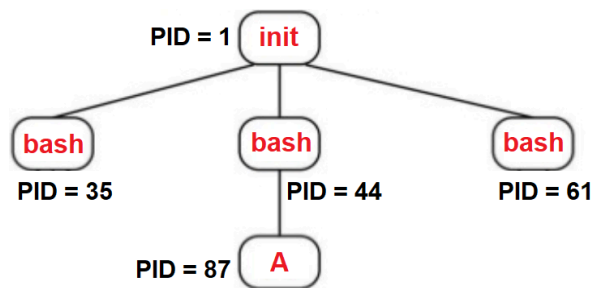 PID = 1 init
bash bash bash
PID = 35 PID = 44 PID = 61
PID = 87 A